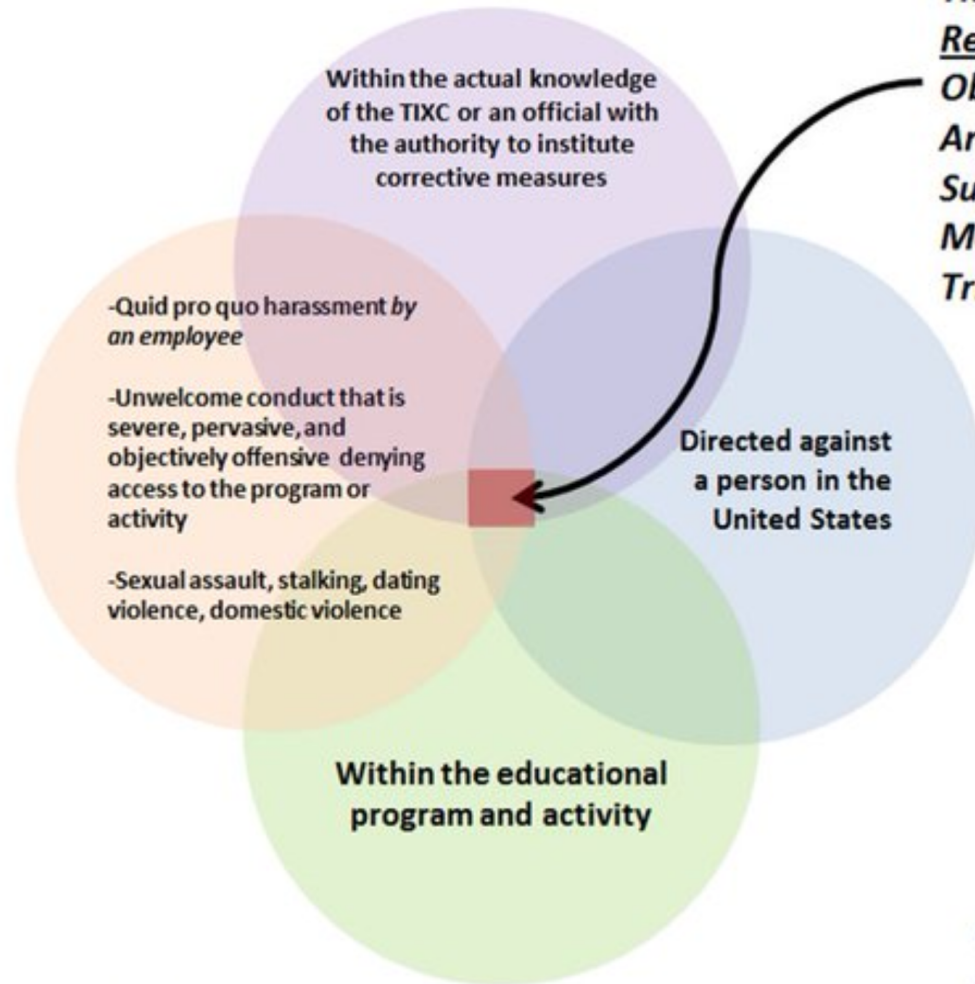 Within the actual knowledge
of the TIXC or an official with
the authority to institute
corrective measures
-Quid pro quo harassment by
an employee
-Unwelcome conduct that is
severe, pervasive, and
objectively offensive denying
access to the program or
activity
-Sexual assault, stalking, dating
violence, domestic violence
Directed against
a person in the
United States
Within the educational
program and activity